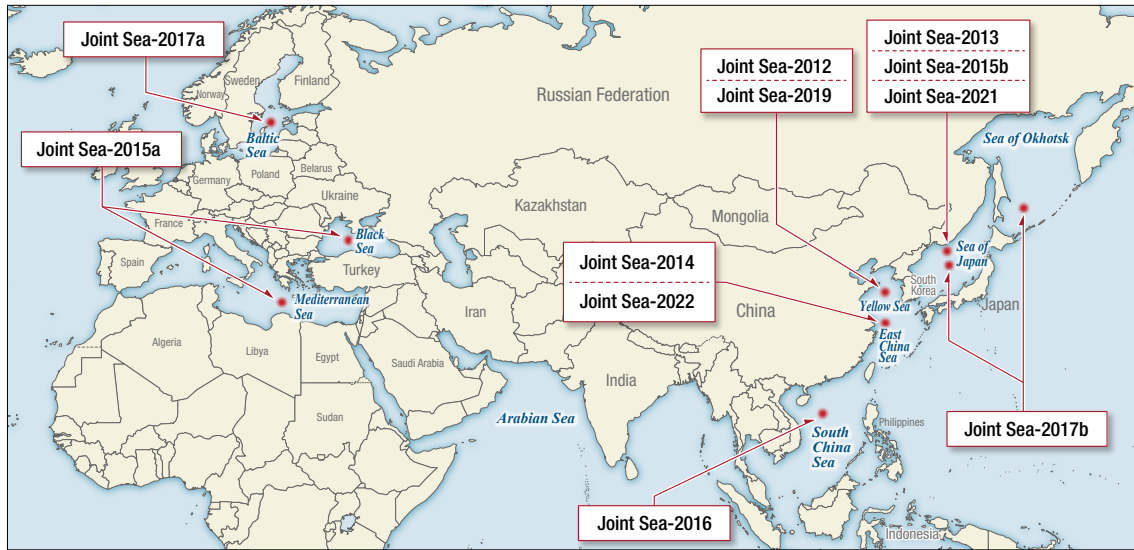 Joint Sea-2017a
Joint Sea-2015a
Joint Sea-2012
Joint Sea-2019
Joint Sea-2013
Joint Sea-2015b
Joint Sea-2021
Joint Sea-2014
Joint Sea-2022
Joint Sea-2017b
Joint Sea-2016
Sweden
Finland
Norway
Russian Federation
Baltic
Sea
Sea of Okhotsk
Belarus
Poland
Germany
Ukraine
Kazakhstan
Mongolia
France
Black
Sea
Sea of
Japan
Spain
Turkey
South
Korea
Mediterranean
Sea
Iran
China
Yellow Sea
Japan
East
China
Sea
Algeria
Libya
Egypt
Saudi Arabia
India
Sudan
Arabian Sea
South
China
Sea
Philippines
Indonesia